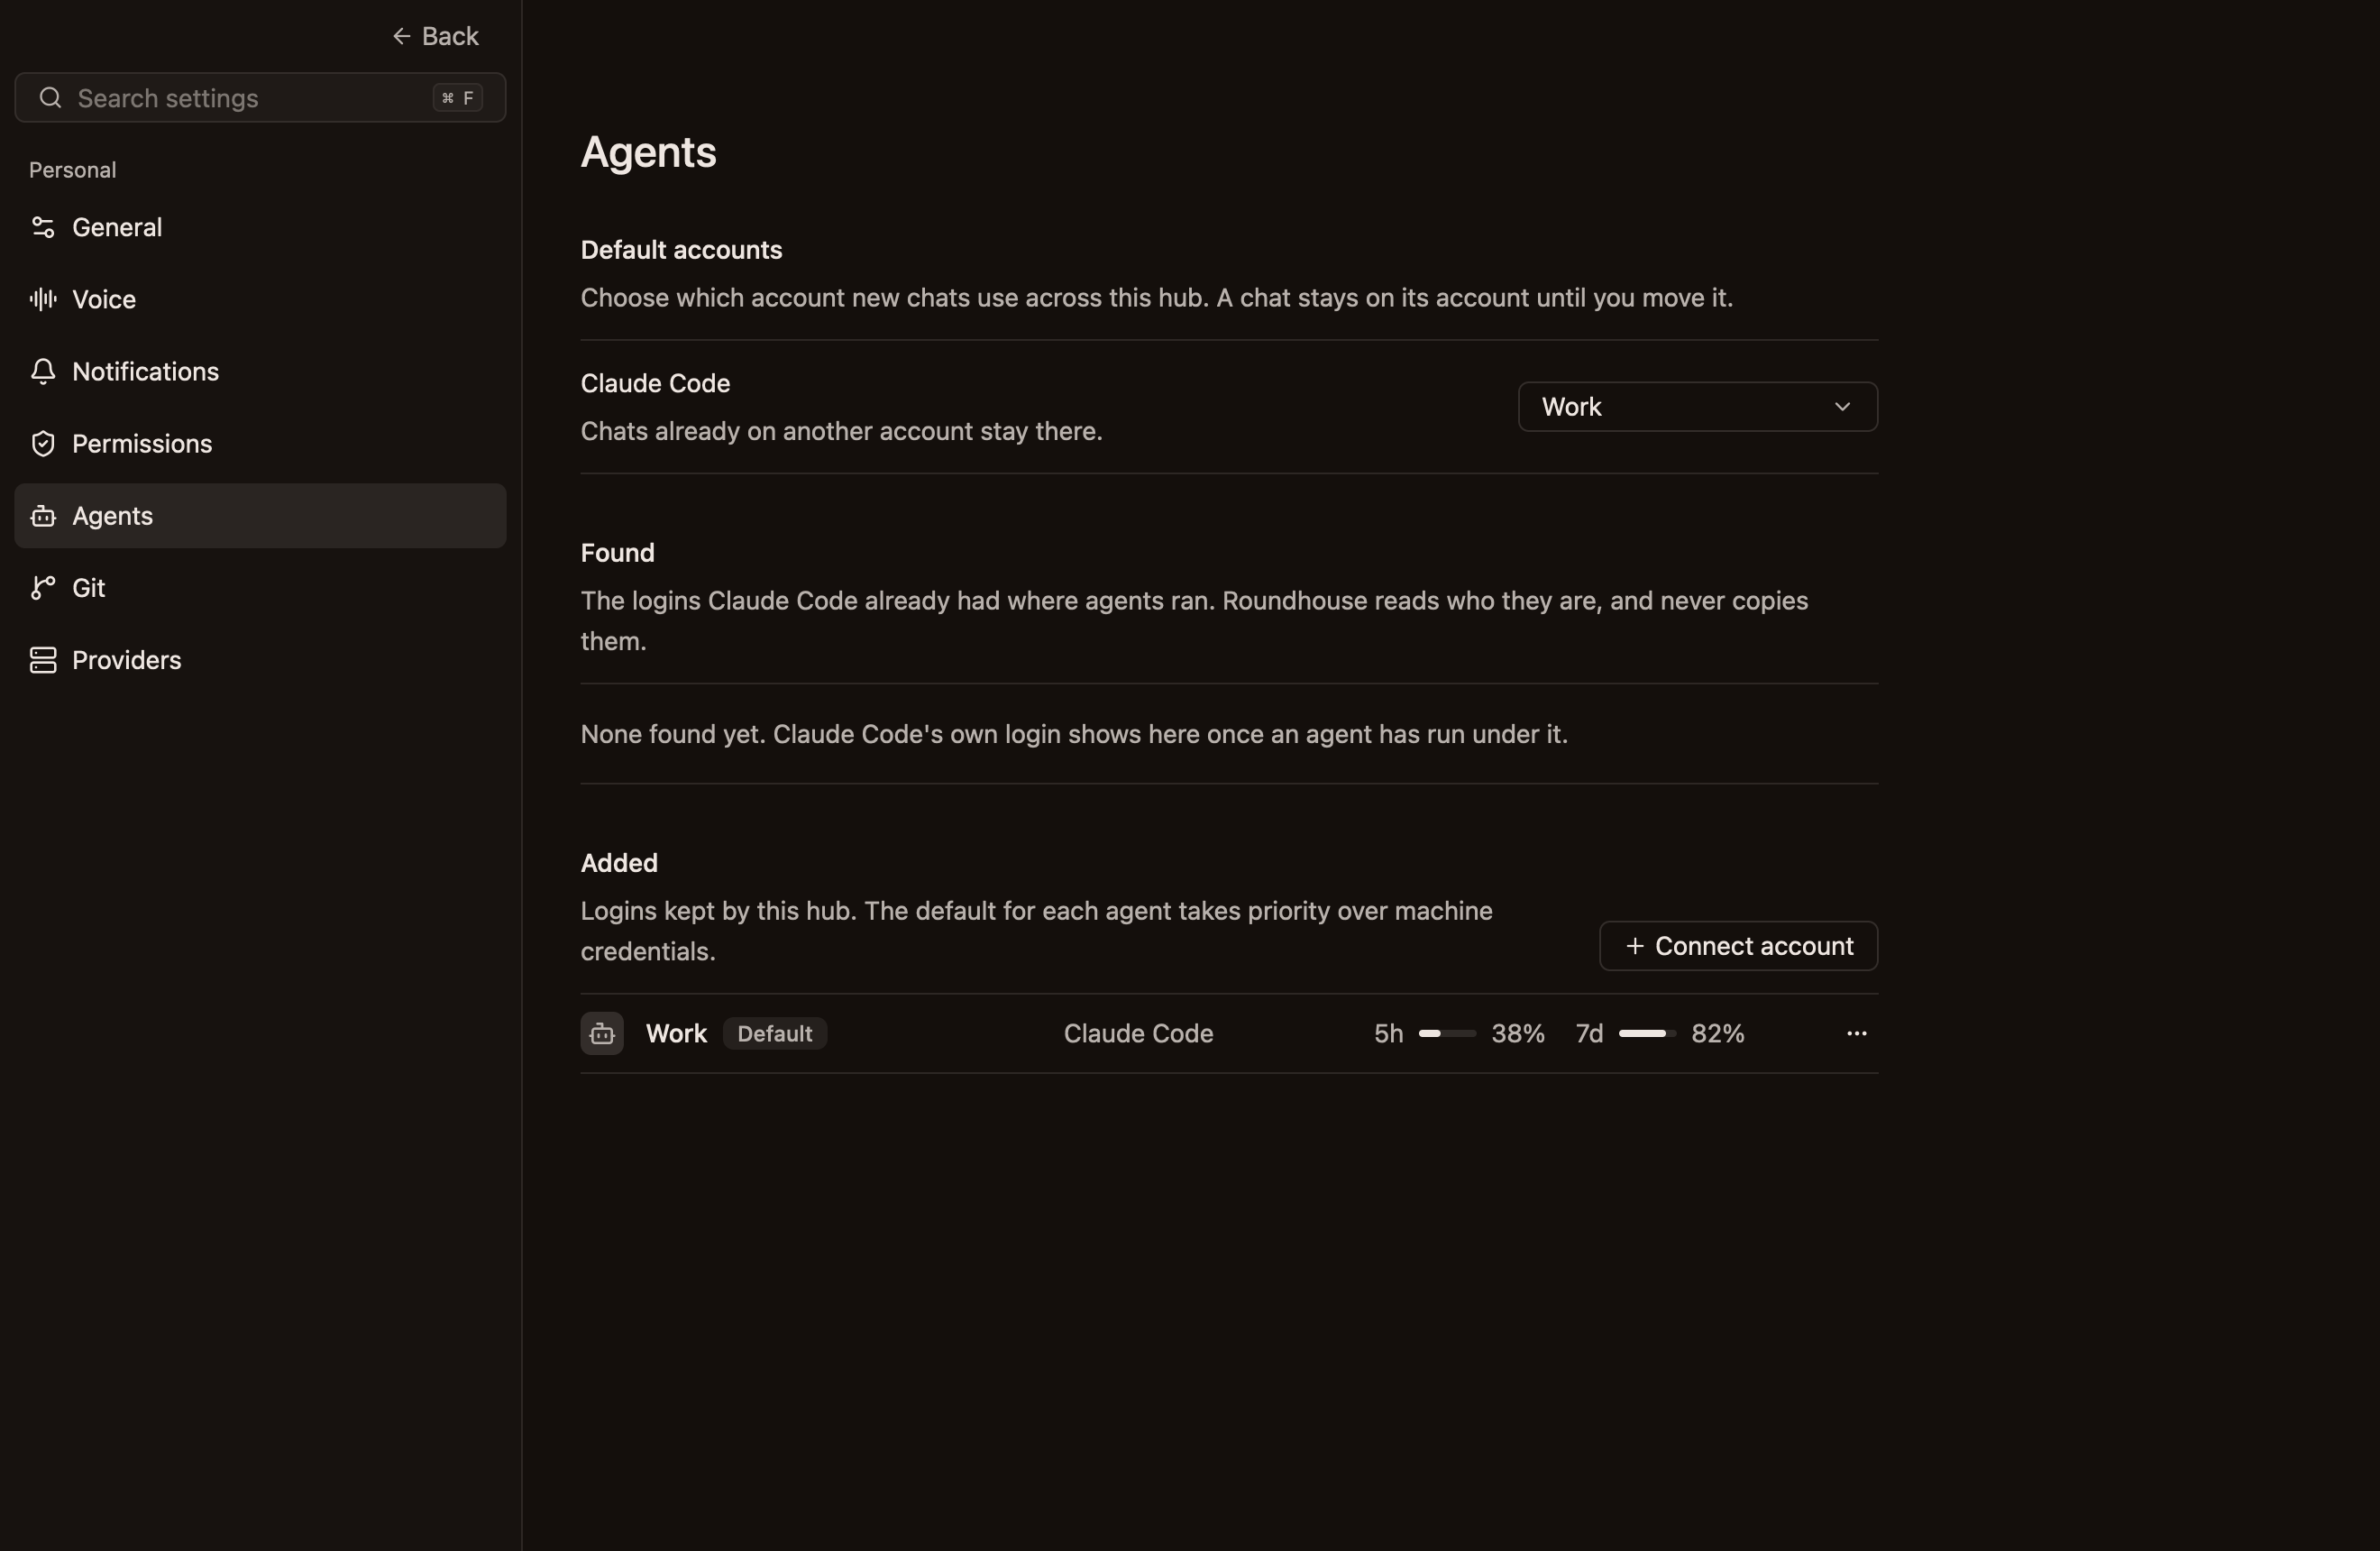 Back
Search settings
⌘ F
Personal
General
Voice
Notifications
Permissions
Agents
Git
Providers
Agents
Default accounts
Choose which account new chats use across this hub. A chat stays on its account until you move it.
Claude Code
Chats already on another account stay there.
Work
Found
The logins Claude Code already had where agents ran. Roundhouse reads who they are, and never copies
them.
None found yet. Claude Code's own login shows here once an agent has run under it.
Added
Logins kept by this hub. The default for each agent takes priority over machine
credentials.
Connect account
Work Default Claude Code 5h 38% 7d 82%